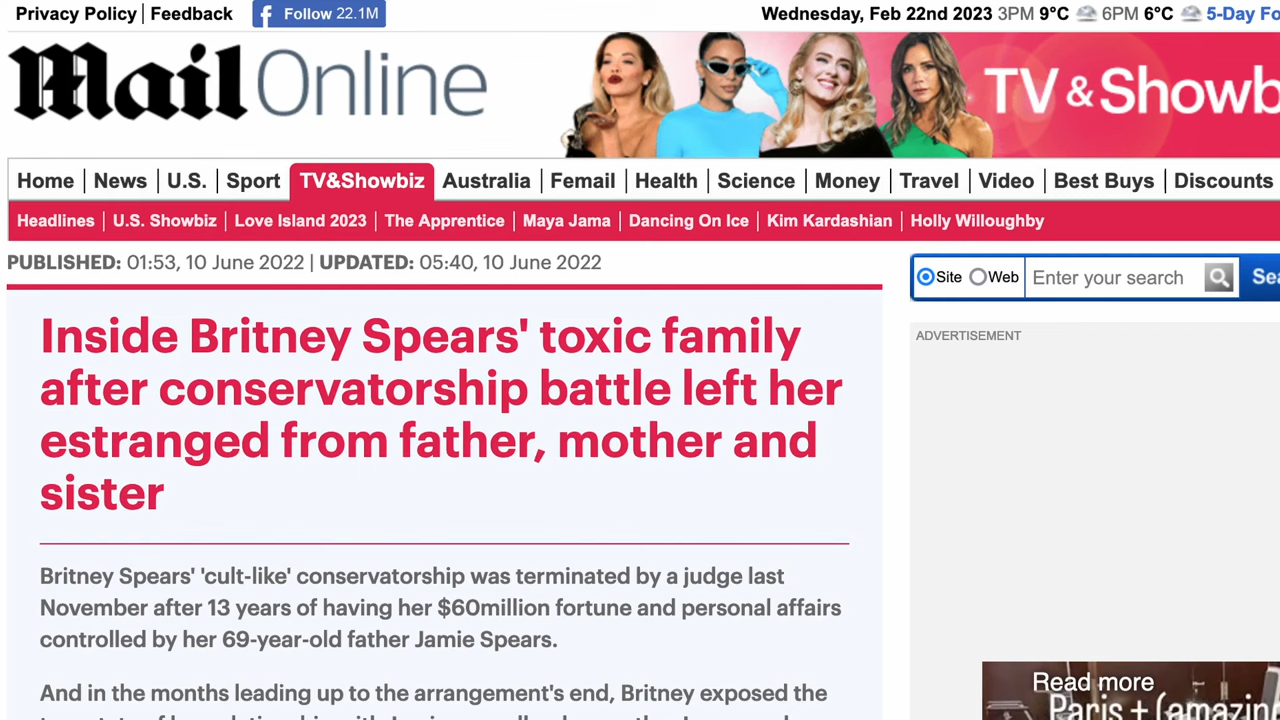 Privacy Policy | Feedback
Follow 22.1M
Wednesday, Feb 22nd 2023 3PM 9°C 6PM 6°C 5-Day Fo
Mail Online
TV & Showb
Home News U.S. Sport TV&Showbiz Australia Femail Health Science Money Travel Video Best Buys Discounts
Headlines U.S. Showbiz Love Island 2023 The Apprentice Maya Jama Dancing On Ice Kim Kardashian Holly Willoughby
PUBLISHED: 01:53, 10 June 2022 | UPDATED: 05:40, 10 June 2022
Site Web Enter your search Sea
ADVERTISEMENT
Inside Britney Spears' toxic family
after conservatorship battle left her
estranged from father, mother and
sister
Britney Spears' 'cult-like' conservatorship was terminated by a judge last
November after 13 years of having her $60million fortune and personal affairs
controlled by her 69-year-old father Jamie Spears.
And in the months leading up to the arrangement's end, Britney exposed the
Read more
Paris + (amazing